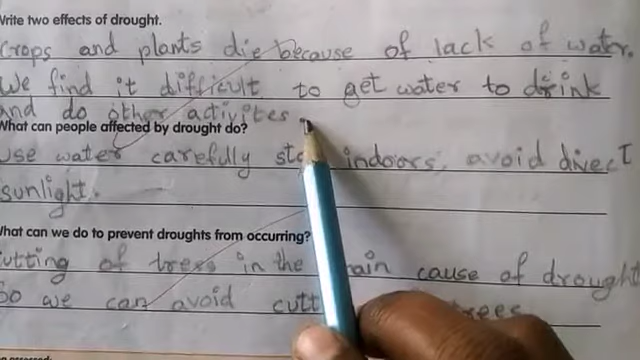 Write two effects of drought.
Crops and plants die because of lack of water.
We find it difficult to get water to drink
and do other activites.
What can people affected by drought do?
use water carefully indoors, avoid direct
sunlight.
What can we do to prevent droughts from occurring?
cutting of trees in the main cause of drought
So we can avoid trees